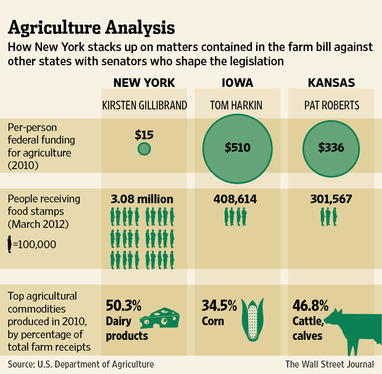 Agriculture Analysis
How New York stacks up on matters contained in the farm bill against
other states with senators who shape the legislation
NEW YORK
IOWA
KANSAS
KIRSTEN GILLIBRAND
TOM HARKIN
PAT ROBERTS
Per-person
federal funding
for agriculture
(2010)
$15
$510
$336
People receiving
food stamps
(March 2012)
=100,000
3.08 million
408,614
301,567
Top agricultural
commodities
produced in 2010,
by percentage of
total farm receipts
50.3%
Dairy
products
34.5%
Corn
46.8%
Cattle,
calves
Source: U.S. Department of Agriculture
The Wall Street Journal